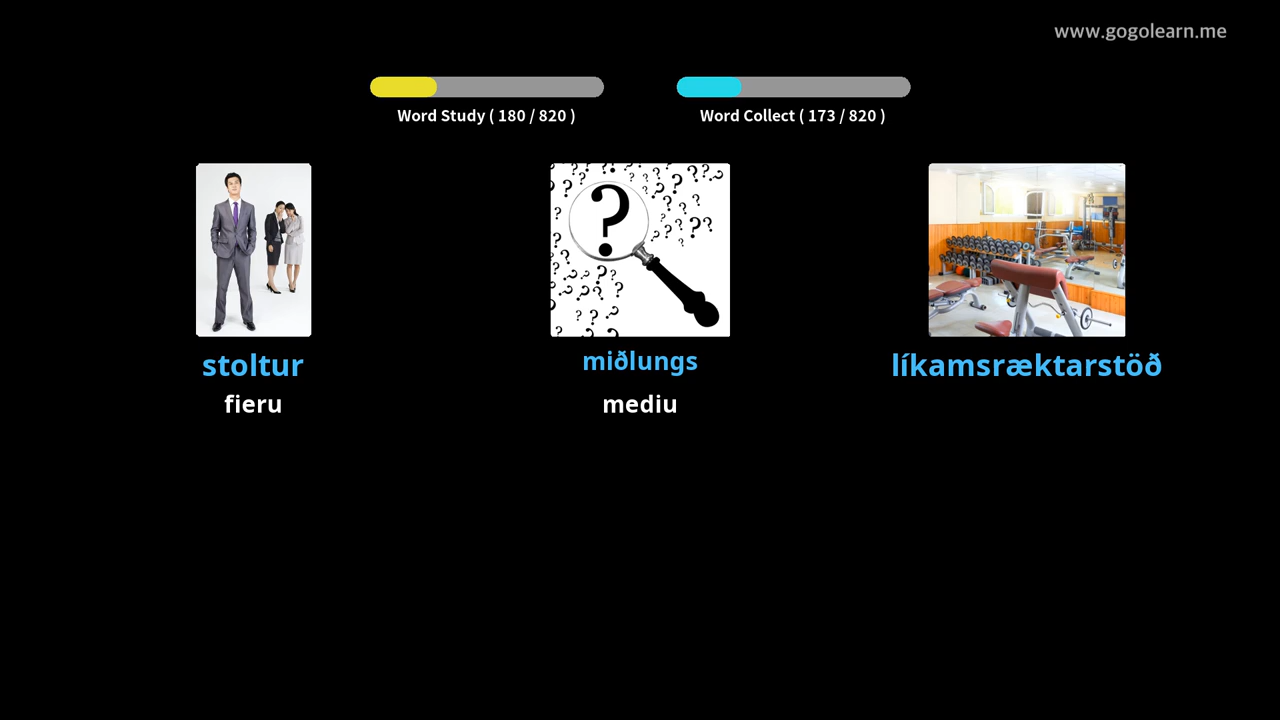 www.gogolearn.me
Word Study ( 180 / 820 )
Word Collect ( 173 / 820 )
stoltur
fieru
miðlungs
mediu
líkamsræktarstöð